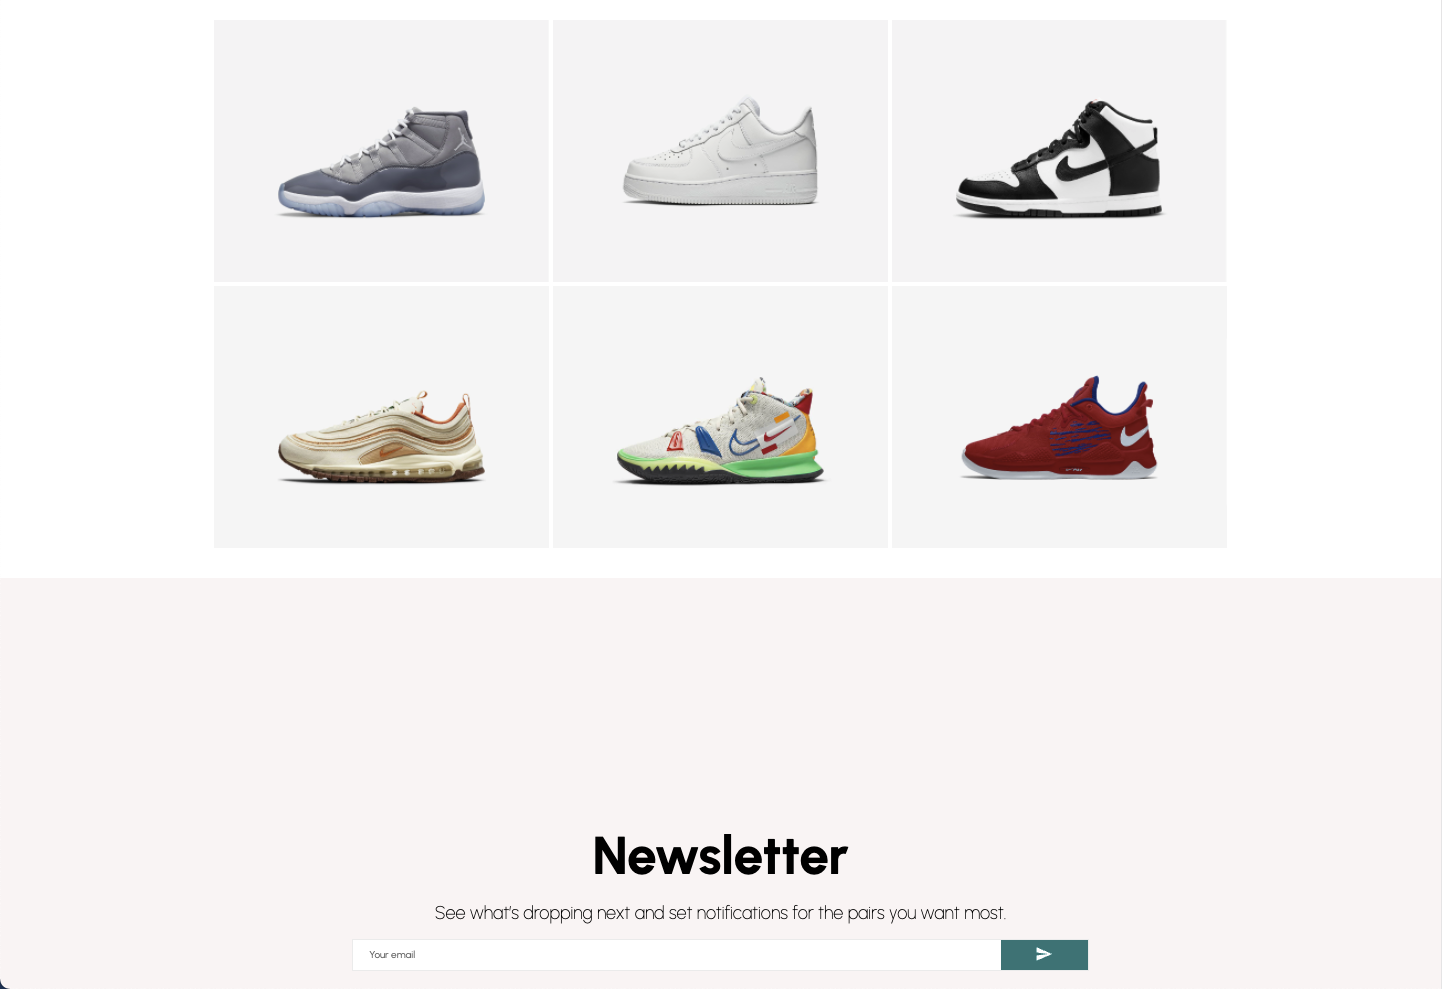 Newsletter
See what's dropping next and set notifications for the pairs you want most.
Your email